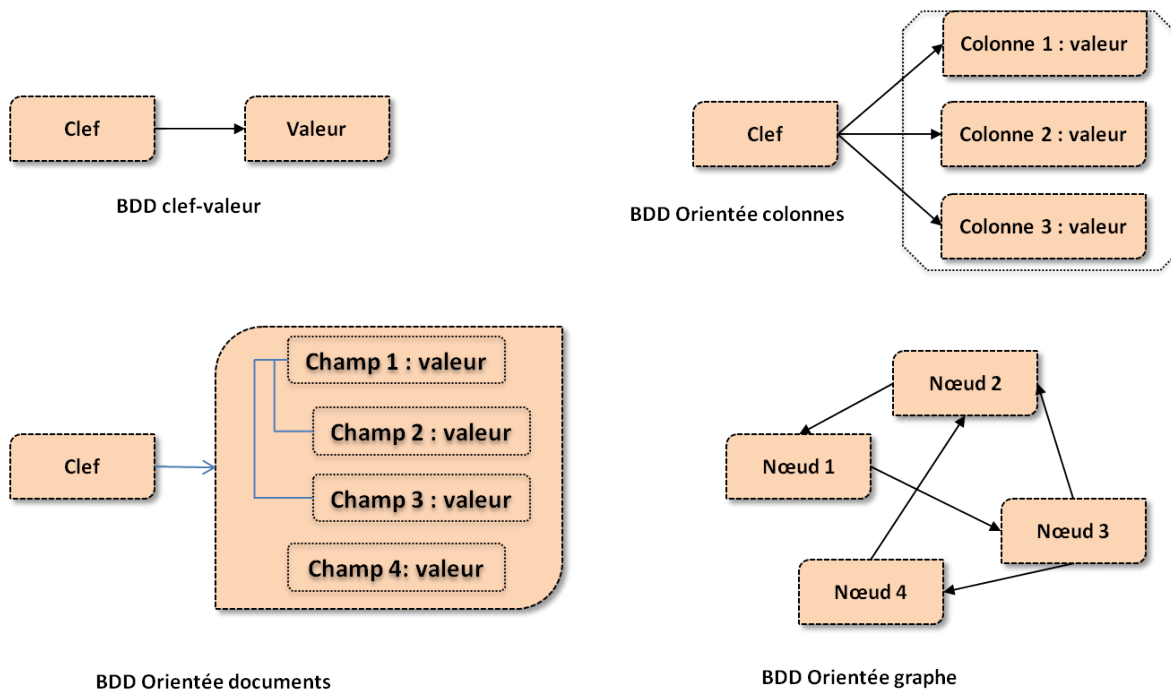 Clef
Valeur
BDD clef-valeur
Clef
Colonne 1 : valeur
Colonne 2 : valeur
Colonne 3 : valeur
BDD Orientée colonnes
Clef
Champ 1 : valeur
Champ 2 : valeur
Champ 3 : valeur
Champ 4: valeur
BDD Orientée documents
Nœud 2
Nœud 1
Nœud 3
Nœud 4
BDD Orientée graphe